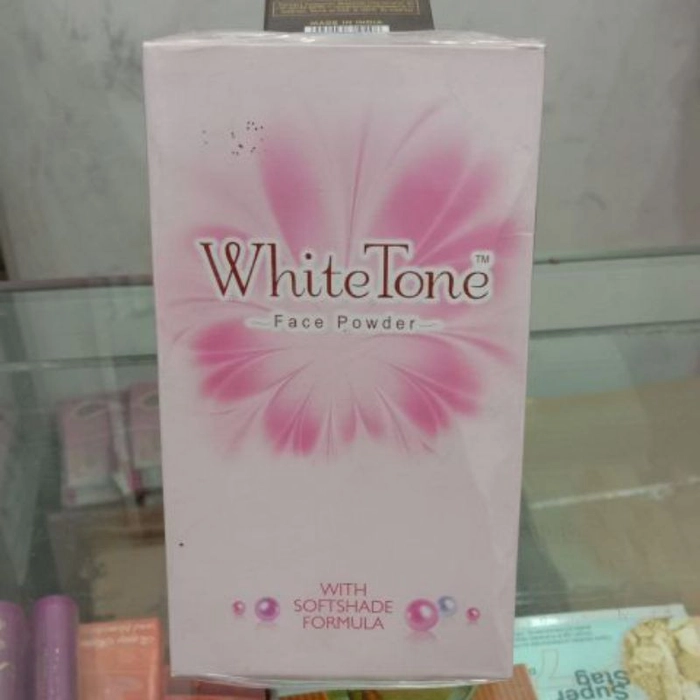 MADE IN INDIA
WhiteTone™
Face Powder
WITH
SOFTSHADE
FORMULA
Super
Stag